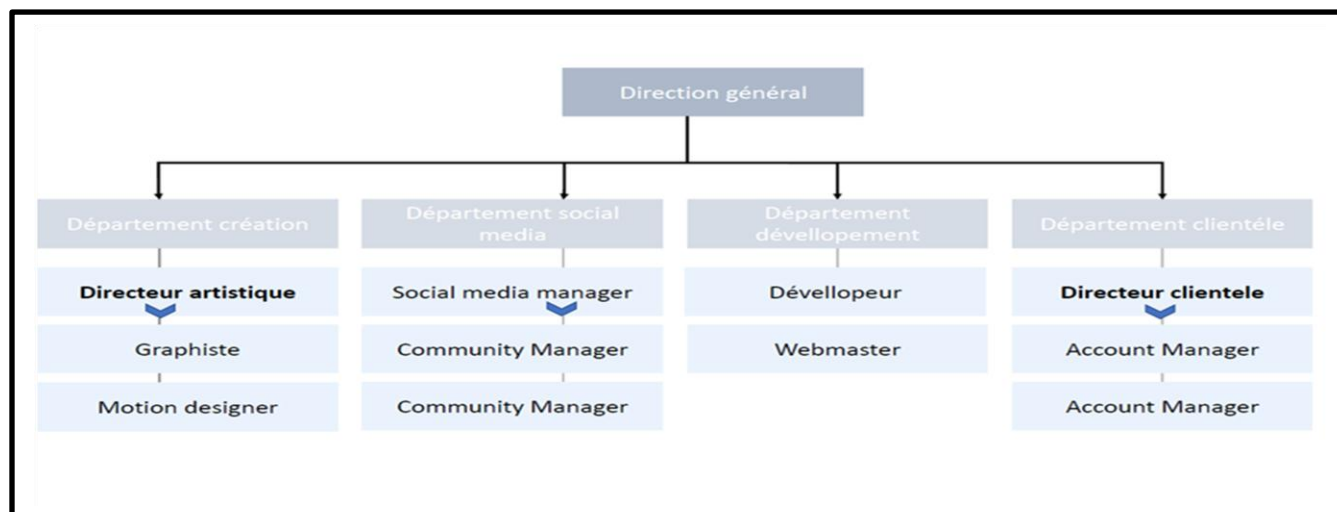 Direction général
Département création
Département social
media
Département
dévellopement
Département clientéle
Directeur artistique
Social media manager
Dévellopeur
Directeur clientele
Graphiste
Community Manager
Webmaster
Account Manager
Motion designer
Community Manager
Account Manager